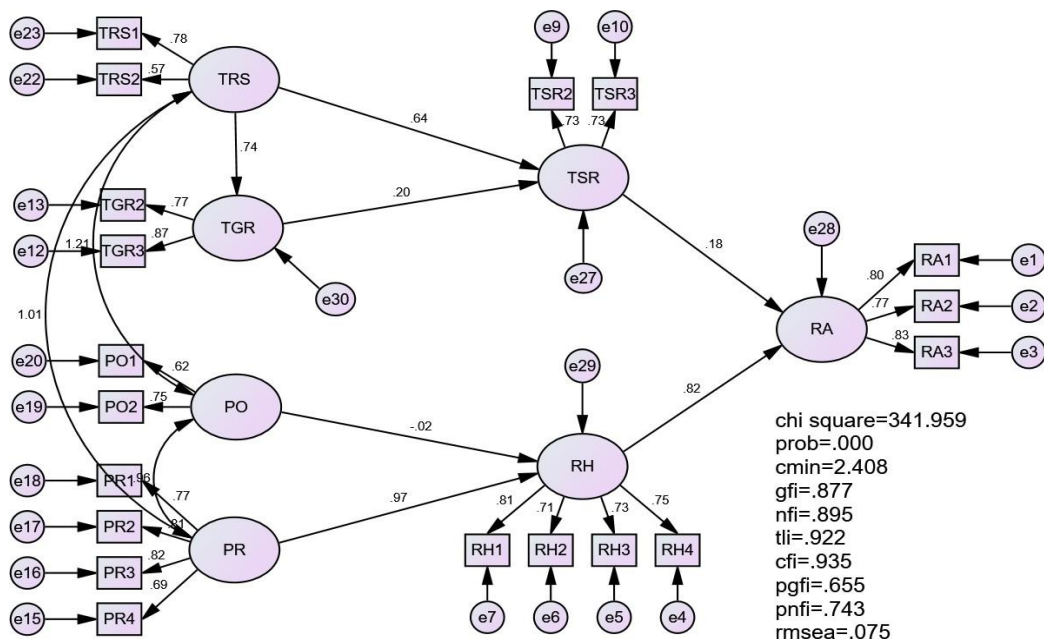 e23
TRS1
.78
e22
TRS2
.57
TRS
e9
e10
TSR2
TSR3
.73
.73
.64
.74
TSR
e13
TGR2
.77
TGR
.20
e12
TGR3
.87
1.21
e30
e27
.18
e28
1.01
RA
.80
RA1
e1
.77
RA2
e2
.83
RA3
e3
e20
PO1
.62
e19
PO2
.75
PO
-.02
e29
.82
RH
e18
PR1
.96
.77
e17
PR2
.81
PR
.97
e16
PR3
.82
e15
PR4
.69
.81
.71
.73
.75
RH1
RH2
RH3
RH4
e7
e6
e5
e4
chi square=341.959
prob=.000
cmin=2.408
gfi=.877
nfi=.895
tli=.922
cfi=.935
pgfi=.655
pnfi=.743
rmsea=.075